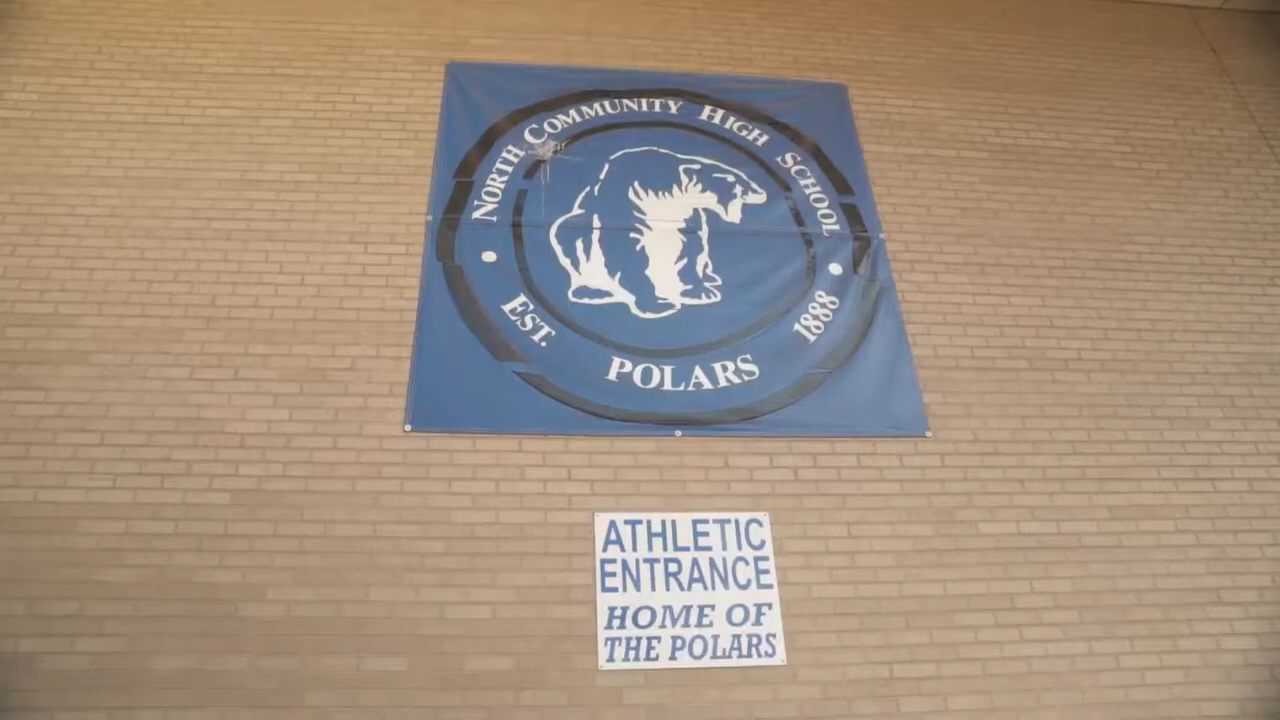 NORTH COMMUNITY HIGH SCHOOL
EST. POLARS 1888
ATHLETIC
ENTRANCE
HOME OF
THE POLARS